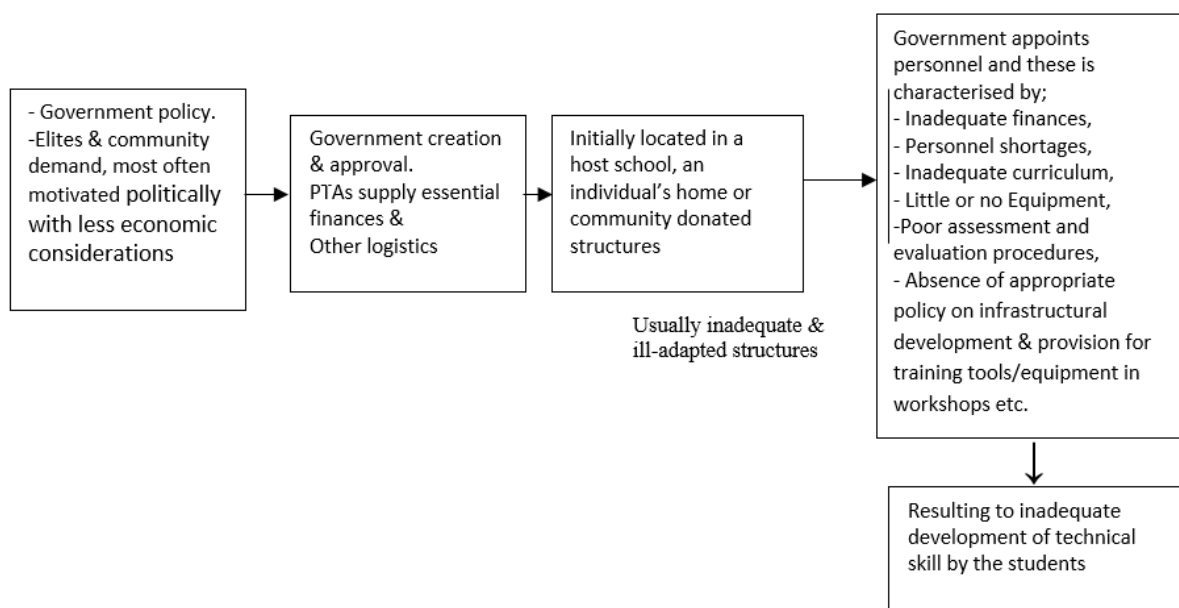 - Government policy.
-Elites & community
demand, most often
motivated politically
with less economic
considerations
Government creation
& approval.
PTAs supply essential
finances &
Other logistics
Initially located in a
host school, an
individual's home or
community donated
structures
Usually inadequate &
ill-adapted structures
Government appoints
personnel and these is
characterised by;
- Inadequate finances,
- Personnel shortages,
- Inadequate curriculum,
- Little or no Equipment,
-Poor assessment and
evaluation procedures,
- Absence of appropriate
policy on infrastructural
development & provision for
training tools/equipment in
workshops etc.
Resulting to inadequate
development of technical
skill by the students